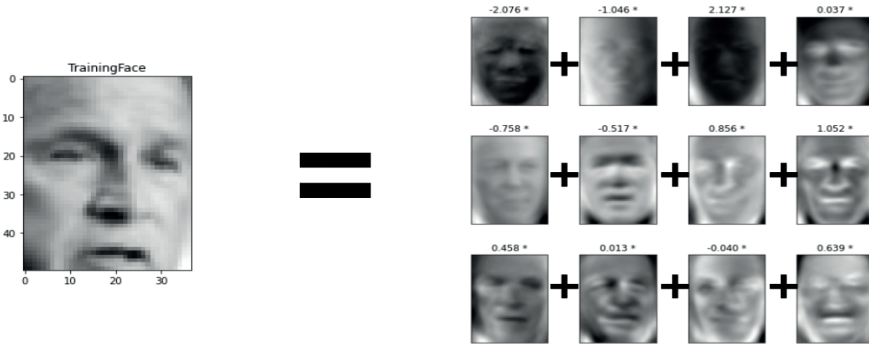 TrainingFace
0
10
20
30
40
0 10 20 30
=
-2.076 * + -1.046 * + 2.127 * + 0.037 *
-0.758 * + -0.517 * + 0.856 * + 1.052 *
0.458 * + 0.013 * + -0.040 * + 0.639 *